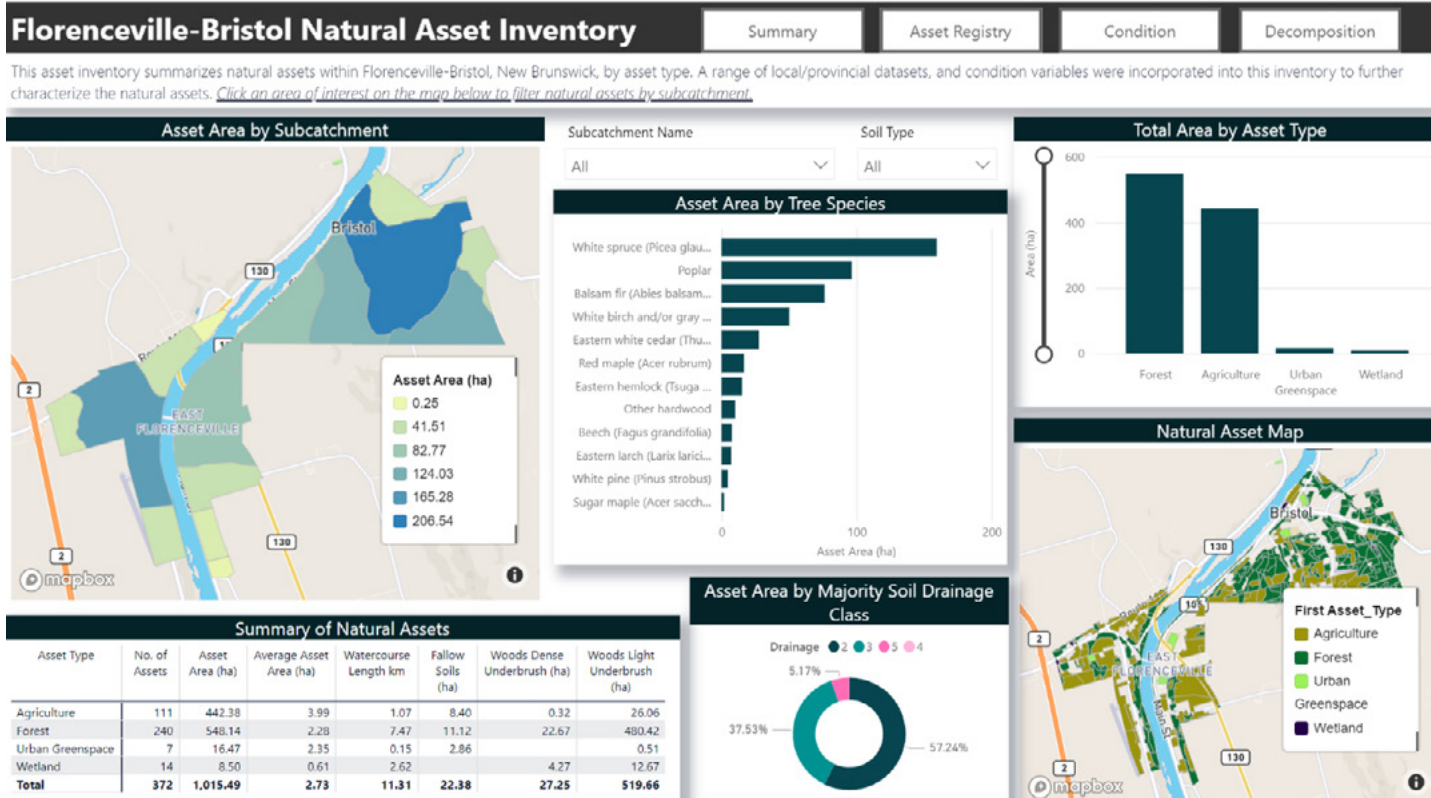 Florenceville-Bristol Natural Asset Inventory
Summary
Asset Registry
Condition
Decomposition
This asset inventory summarizes natural assets within Florenceville-Bristol, New Brunswick, by asset type. A range of local/provincial datasets, and condition variables were incorporated into this inventory to further
characterize the natural assets. Click an area of interest on the map below to filter natural assets by subcatchment.
Asset Area by Subcatchment
Bristol
130
2
EAST
FLORENCEVILLE
130
2
mapbox
Asset Area (ha)
0.25
41.51
82.77
124.03
165.28
206.54
Subcatchment Name
All
Soil Type
All
Asset Area by Tree Species
White spruce (Picea glau...
Poplar
Balsam fir (Abies balsam...
White birch and/or gray ...
Eastern white cedar (Thu...
Red maple (Acer rubrum)
Eastern hemlock (Tsuga ...
Other hardwood
Beech (Fagus grandifolia)
Eastern larch (Larix larici...
White pine (Pinus strobus)
Sugar maple (Acer sacch...
0 100 200
Asset Area (ha)
Total Area by Asset Type
Area (ha)
600
400
200
0
Forest
Agriculture
Urban
Greenspace
Wetland
Natural Asset Map
Bristol
130
105
2
EAST
FLORENCEVILLE
Main St
130
2
mapbox
First Asset_Type
Agriculture
Forest
Urban
Greenspace
Wetland
Summary of Natural Assets
Asset Type No. of Assets Asset Area (ha) Average Asset Area (ha) Watercourse Length km Fallow Soils (ha) Woods Dense Underbrush (ha) Woods Light Underbrush (ha)
Agriculture 111 442.38 3.99 1.07 8.40 0.32 26.06
Forest 240 548.14 2.28 7.47 11.12 22.67 480.42
Urban Greenspace 7 16.47 2.35 0.15 2.86 0.51
Wetland 14 8.50 0.61 2.62 4.27 12.67
Total 372 1,015.49 2.73 11.31 22.38 27.25 519.66
Asset Area by Majority Soil Drainage
Class
Drainage 2 3 5 4
5.17%
37.53%
57.24%